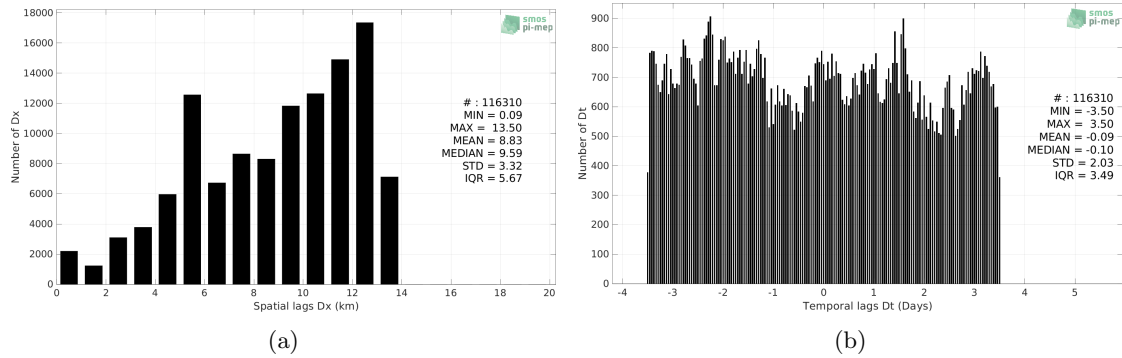 18000
16000
14000
12000
10000
8000
6000
4000
2000
0
Number of Dx
0 2 4 6 8 10 12 14 16 18 20
Spatial lags Dx (km)
smos
pi-mep
# : 116310
MIN = 0.09
MAX = 13.50
MEAN = 8.83
MEDIAN = 9.59
STD = 3.32
IQR = 5.67
(a)
900
800
700
600
500
400
300
200
100
0
Number of Dt
-4 -3 -2 -1 0 1 2 3 4 5
Temporal lags Dt (Days)
smos
pi-mep
# : 116310
MIN = -3.50
MAX = 3.50
MEAN = -0.09
MEDIAN = -0.10
STD = 2.03
IQR = 3.49
(b)